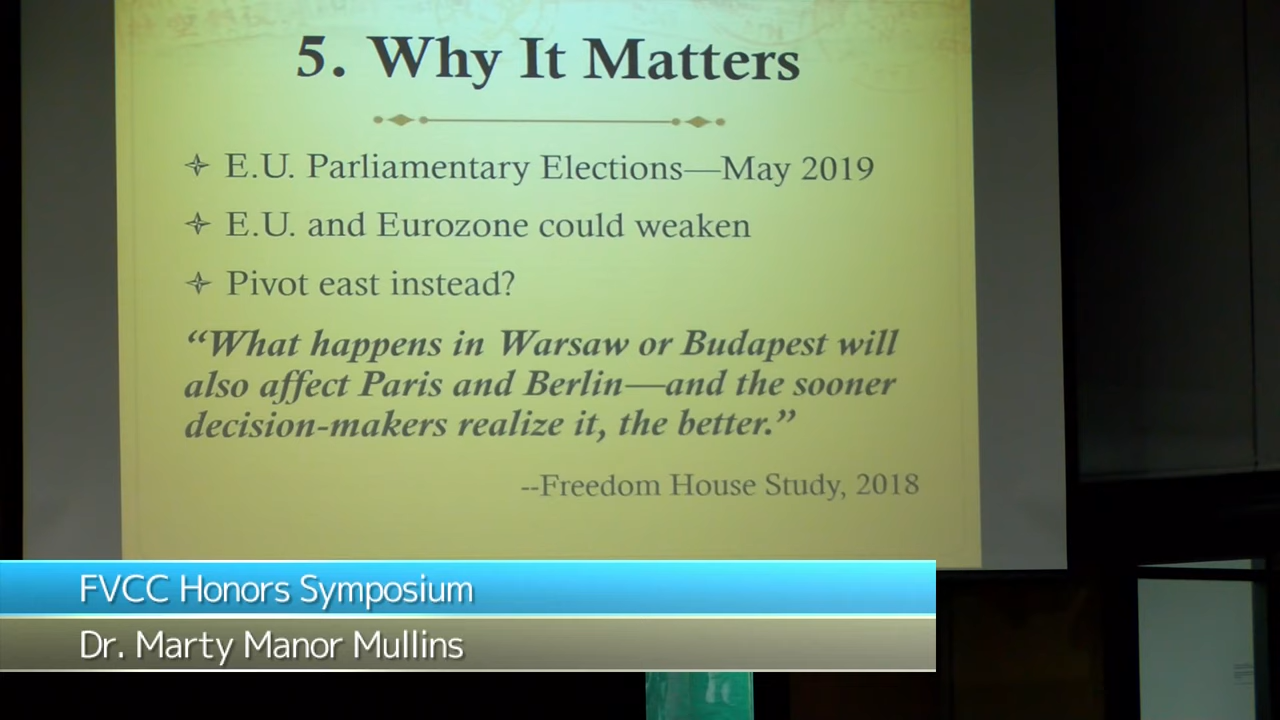 5. Why It Matters
E.U. Parliamentary Elections—May 2019
E.U. and Eurozone could weaken
Pivot east instead?
“What happens in Warsaw or Budapest will
also affect Paris and Berlin—and the sooner
decision-makers realize it, the better.”
--Freedom House Study, 2018
FVCC Honors Symposium
Dr. Marty Manor Mullins